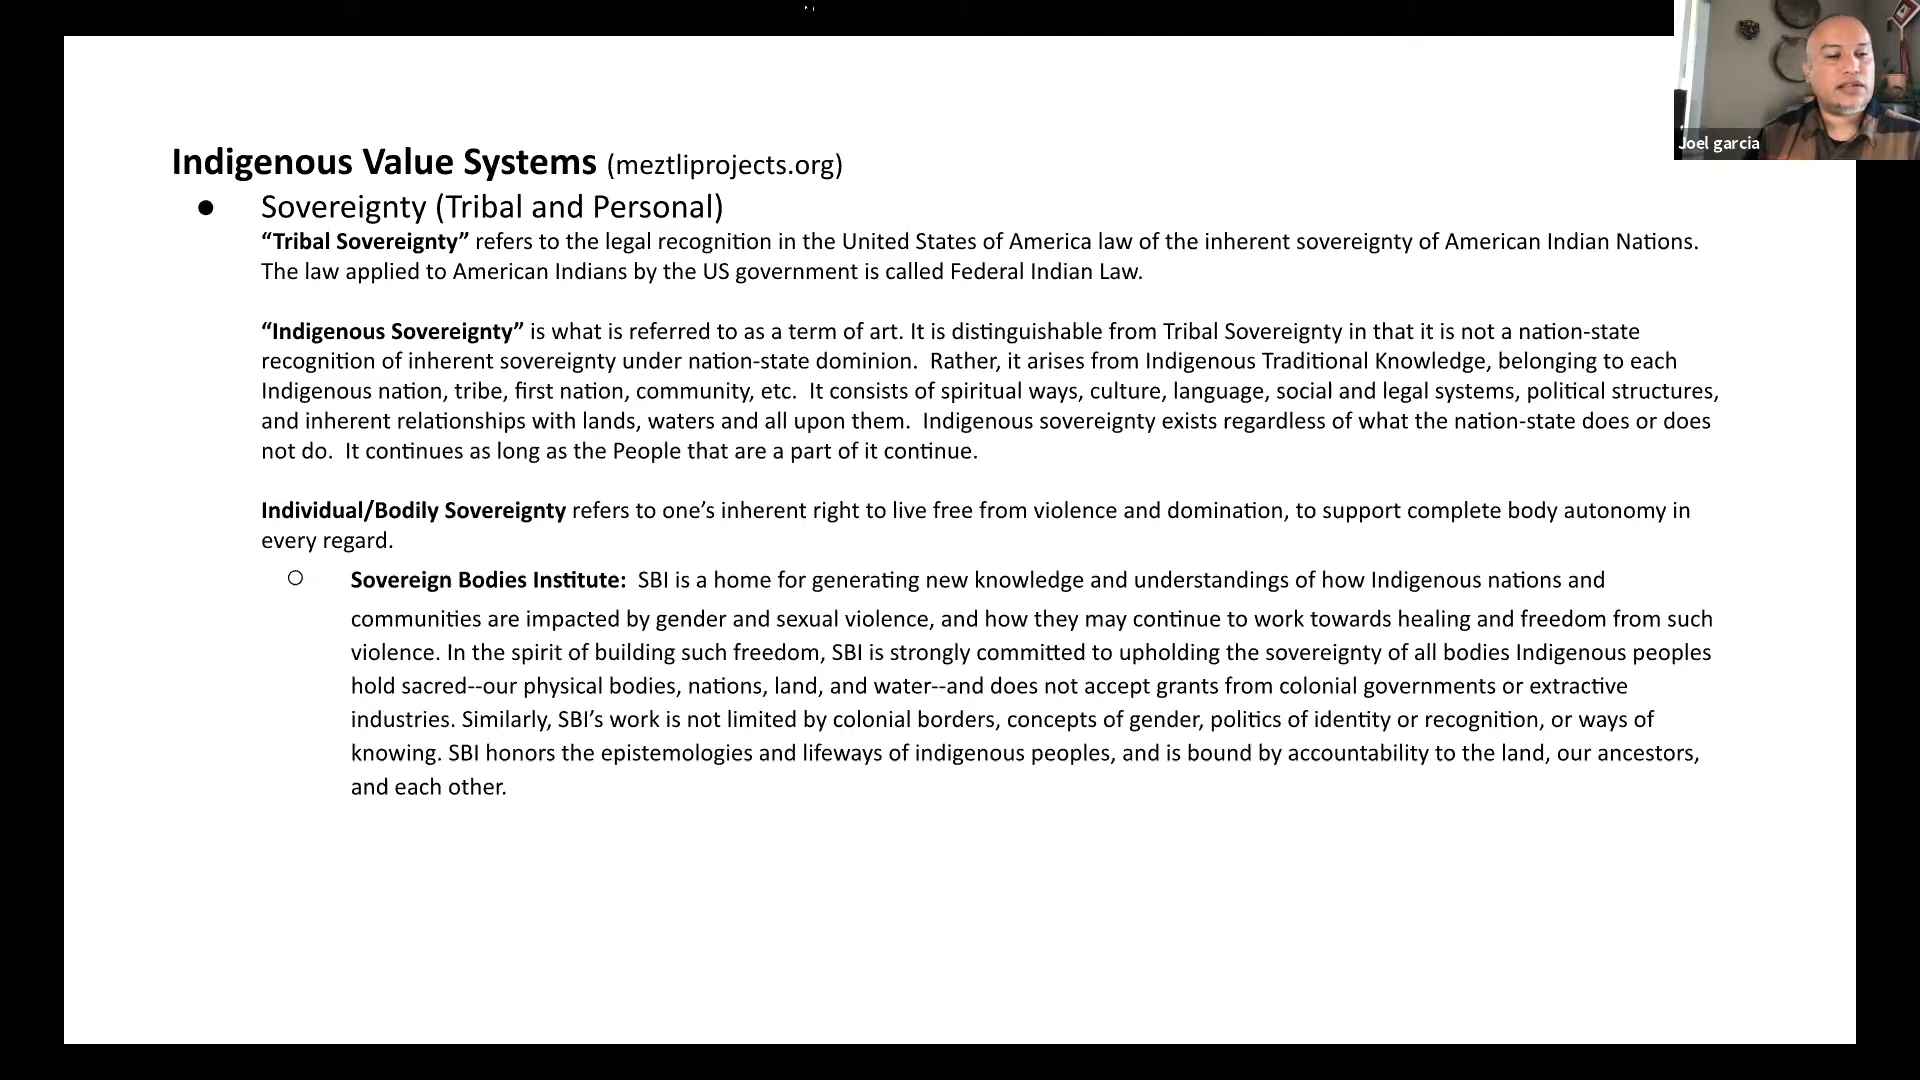 Joel garcia
Indigenous Value Systems (meztliprojects.org)
● Sovereignty (Tribal and Personal)
“Tribal Sovereignty” refers to the legal recognition in the United States of America law of the inherent sovereignty of American Indian Nations.
The law applied to American Indians by the US government is called Federal Indian Law.
“Indigenous Sovereignty” is what is referred to as a term of art. It is distinguishable from Tribal Sovereignty in that it is not a nation-state
recognition of inherent sovereignty under nation-state dominion.  Rather, it arises from Indigenous Traditional Knowledge, belonging to each
Indigenous nation, tribe, first nation, community, etc.  It consists of spiritual ways, culture, language, social and legal systems, political structures,
and inherent relationships with lands, waters and all upon them.  Indigenous sovereignty exists regardless of what the nation-state does or does
not do.  It continues as long as the People that are a part of it continue.
Individual/Bodily Sovereignty refers to one’s inherent right to live free from violence and domination, to support complete body autonomy in
every regard.
○ Sovereign Bodies Institute:  SBI is a home for generating new knowledge and understandings of how Indigenous nations and
communities are impacted by gender and sexual violence, and how they may continue to work towards healing and freedom from such
violence. In the spirit of building such freedom, SBI is strongly committed to upholding the sovereignty of all bodies Indigenous peoples
hold sacred--our physical bodies, nations, land, and water--and does not accept grants from colonial governments or extractive
industries. Similarly, SBI’s work is not limited by colonial borders, concepts of gender, politics of identity or recognition, or ways of
knowing. SBI honors the epistemologies and lifeways of indigenous peoples, and is bound by accountability to the land, our ancestors,
and each other.